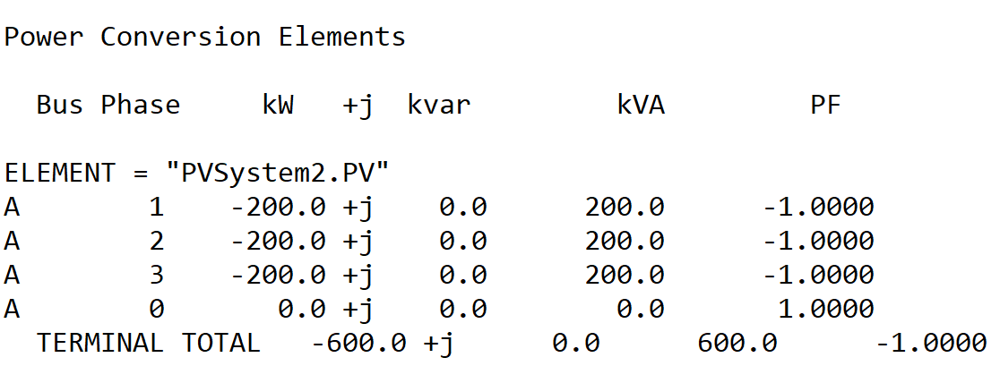 Power Conversion Elements
Bus Phase kW +j kvar kVA PF
ELEMENT = "PVSystem2.PV"
A 1 -200.0 +j 0.0 200.0 -1.0000
A 2 -200.0 +j 0.0 200.0 -1.0000
A 3 -200.0 +j 0.0 200.0 -1.0000
A 0 0.0 +j 0.0 0.0 1.0000
TERMINAL TOTAL -600.0 +j 0.0 600.0 -1.0000